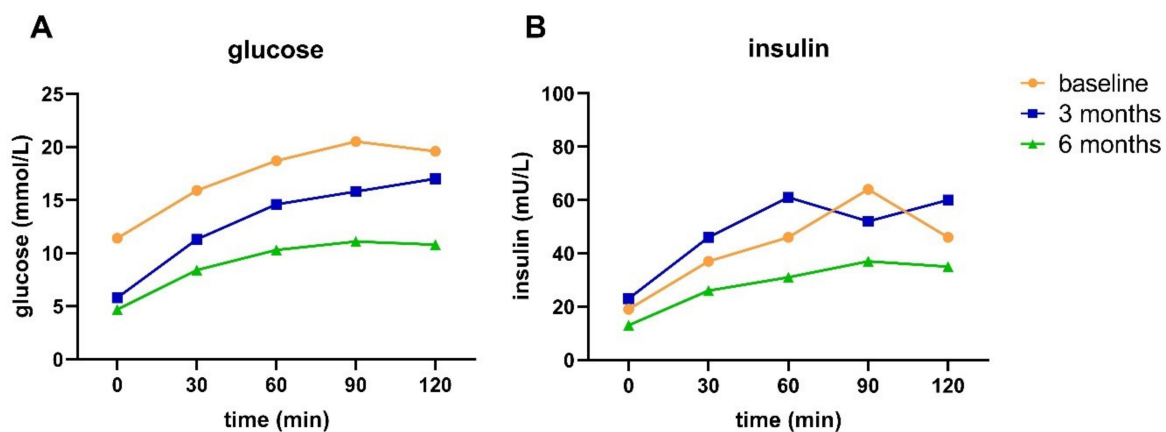 A
glucose
glucose (mmol/L)
25
20
15
10
5
0
0 30 60 90 120
time (min)
B
insulin
insulin (mU/L)
100
80
60
40
20
0
0 30 60 90 120
time (min)
baseline
3 months
6 months